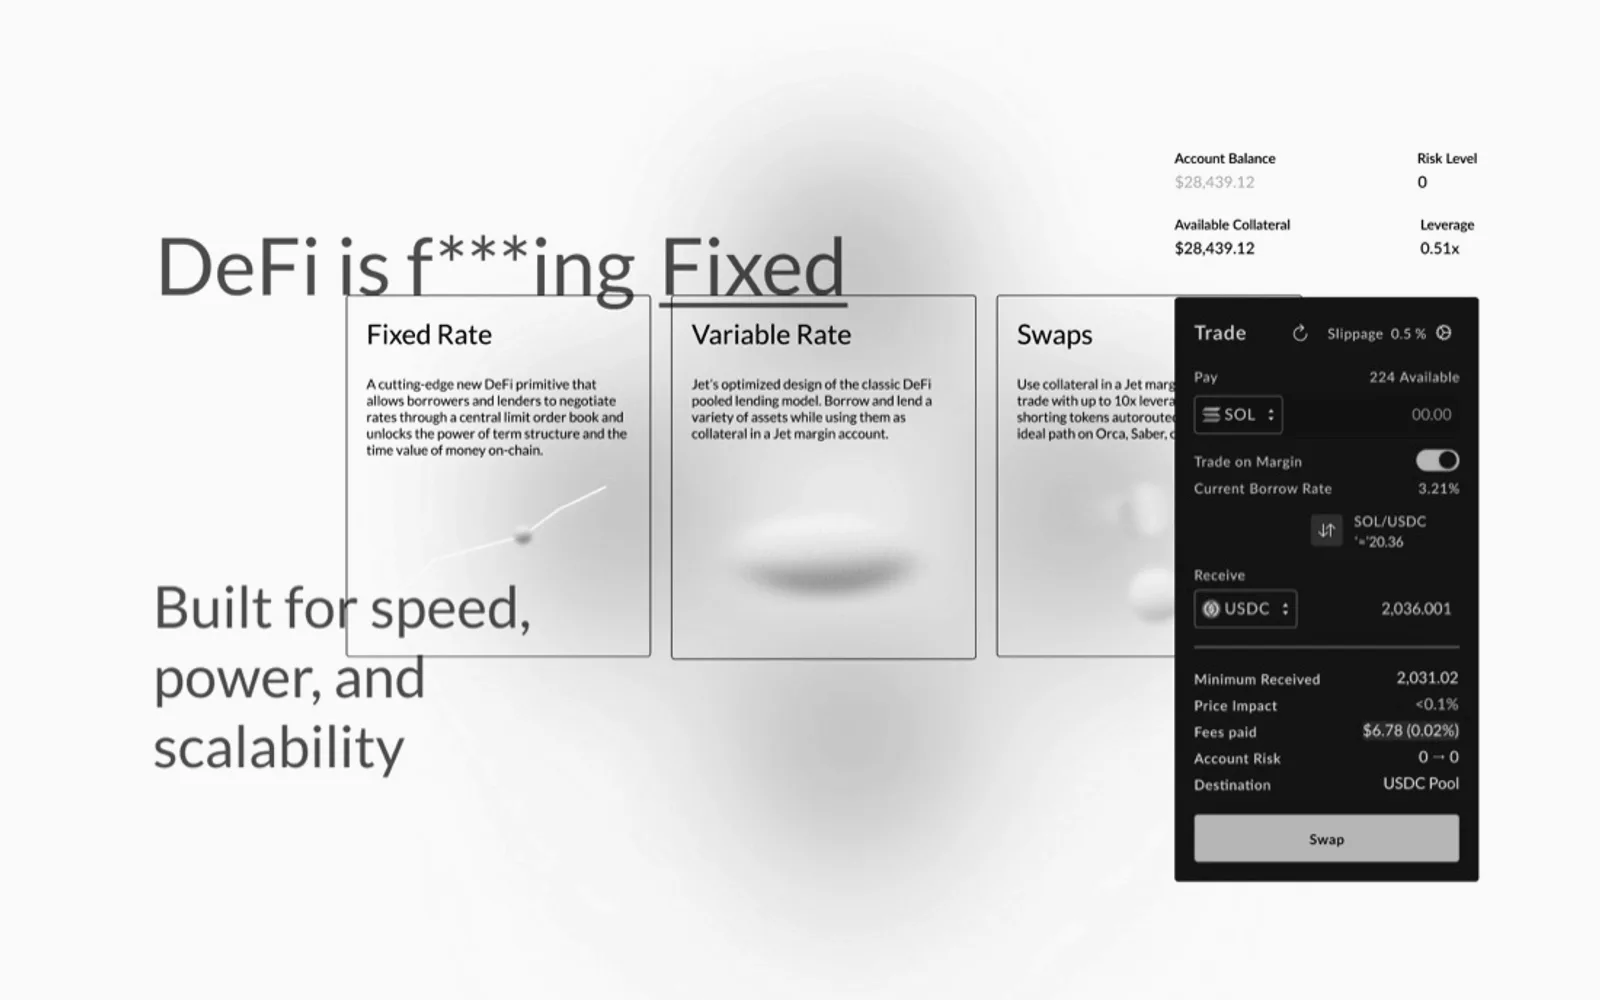 Account Balance
$28,439.12
Risk Level
0
Available Collateral
$28,439.12
Leverage
0.51x
DeFi is f***ing Fixed
Fixed Rate
A cutting-edge new DeFi primitive that
allows borrowers and lenders to negotiate
rates through a central limit order book and
unlocks the power of term structure and the
time value of money on-chain.
Variable Rate
Jet's optimized design of the classic DeFi
pooled lending model. Borrow and lend a
variety of assets while using them as
collateral in a Jet margin account.
Swaps
Use collateral in a Jet marg
trade with up to 10x levera
shorting tokens autoroute
ideal path on Orca, Saber,
Built for speed,
power, and
scalability
Trade
Slippage 0.5 %
Pay
224 Available
SOL
00.00
Trade on Margin
Current Borrow Rate
3.21%
SOL/USDC
'≈'20.36
Receive
USDC
2,036.001
Minimum Received
2,031.02
Price Impact
<0.1%
Fees paid
$6.78 (0.02%)
Account Risk
0 → 0
Destination
USDC Pool
Swap